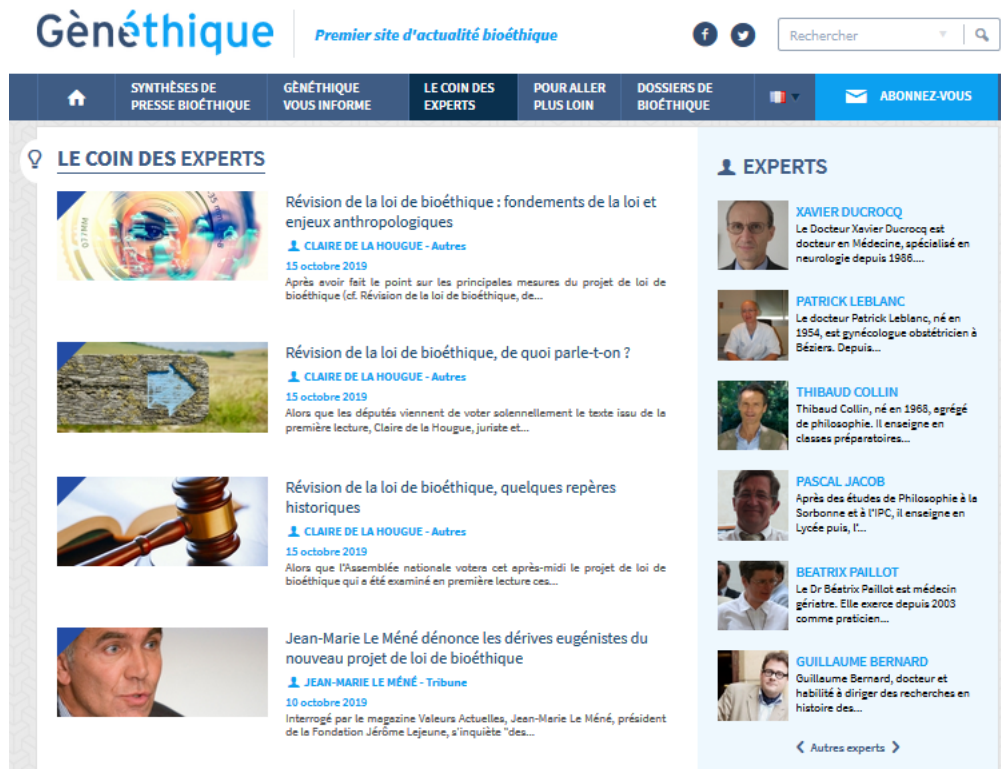 Gènéthique
Premier site d'actualité bioéthique
Rechercher
SYNTHÈSES DE
PRESSE BIOÉTHIQUE
GÈNÉTHIQUE
VOUS INFORME
LE COIN DES
EXPERTS
POUR ALLER
PLUS LOIN
DOSSIERS DE
BIOÉTHIQUE
ABONNEZ-VOUS
LE COIN DES EXPERTS
077MM
Révision de la loi de bioéthique : fondements de la loi et
enjeux anthropologiques
CLAIRE DE LA HOUGUE - Autres
15 octobre 2019
Après avoir fait le point sur les principales mesures du projet de loi de
bioéthique (cf. Révision de la loi de bioéthique, de...
Révision de la loi de bioéthique, de quoi parle-t-on ?
CLAIRE DE LA HOUGUE - Autres
15 octobre 2019
Alors que les députés viennent de voter solennellement le texte issu de la
première lecture, Claire de la Hougue, juriste et...
Révision de la loi de bioéthique, quelques repères
historiques
CLAIRE DE LA HOUGUE - Autres
15 octobre 2019
Alors que l'Assemblée nationale votera cet après-midi le projet de loi de
bioéthique qui a été examiné en première lecture ces...
Jean-Marie Le Méné dénonce les dérives eugénistes du
nouveau projet de loi de bioéthique
JEAN-MARIE LE MÉNÉ - Tribune
10 octobre 2019
Interrogé par le magazine Valeurs Actuelles, Jean-Marie Le Méné, président
de la Fondation Jérôme Lejeune, s'inquiète "des...
EXPERTS
XAVIER DUCROCQ
Le Docteur Xavier Ducrocq est
docteur en Médecine, spécialisé en
neurologie depuis 1986....
PATRICK LEBLANC
Le docteur Patrick Leblanc, né en
1954, est gynécologue obstétricien à
Béziers. Depuis...
THIBAUD COLLIN
Thibaud Collin, né en 1968, agrégé
de philosophie. Il enseigne en
classes préparatoires...
PASCAL JACOB
Après des études de Philosophie à la
Sorbonne et à l'IPC, il enseigne en
Lycée puis, l'...
BEATRIX PAILLOT
Le Dr Béatrix Paillot est médecin
gériatre. Elle exerce depuis 2003
comme praticien...
GUILLAUME BERNARD
Guillaume Bernard, docteur et
habilité à diriger des recherches en
histoire des...
Autres experts